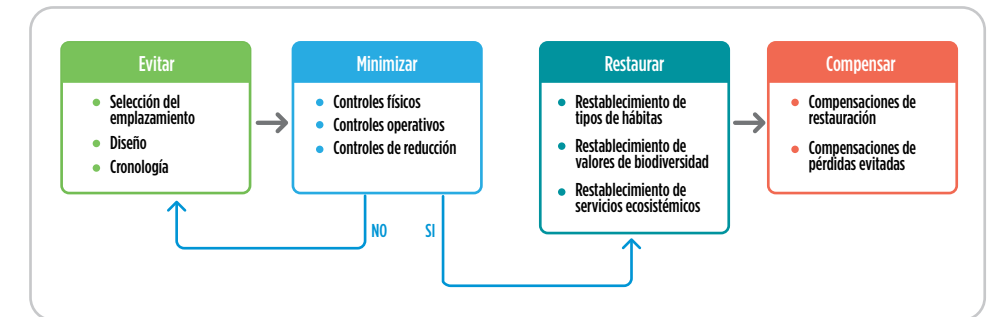 Evitar
Selección del
emplazamiento
Diseño
Cronología
Minimizar
Controles físicos
Controles operativos
Controles de reducción
NO
SI
Restaurar
Restablecimiento de
tipos de hábitas
Restablecimiento de
valores de biodiversidad
Restablecimiento de
servicios ecosistémicos
Compensar
Compensaciones de
restauración
Compensaciones de
pérdidas evitadas